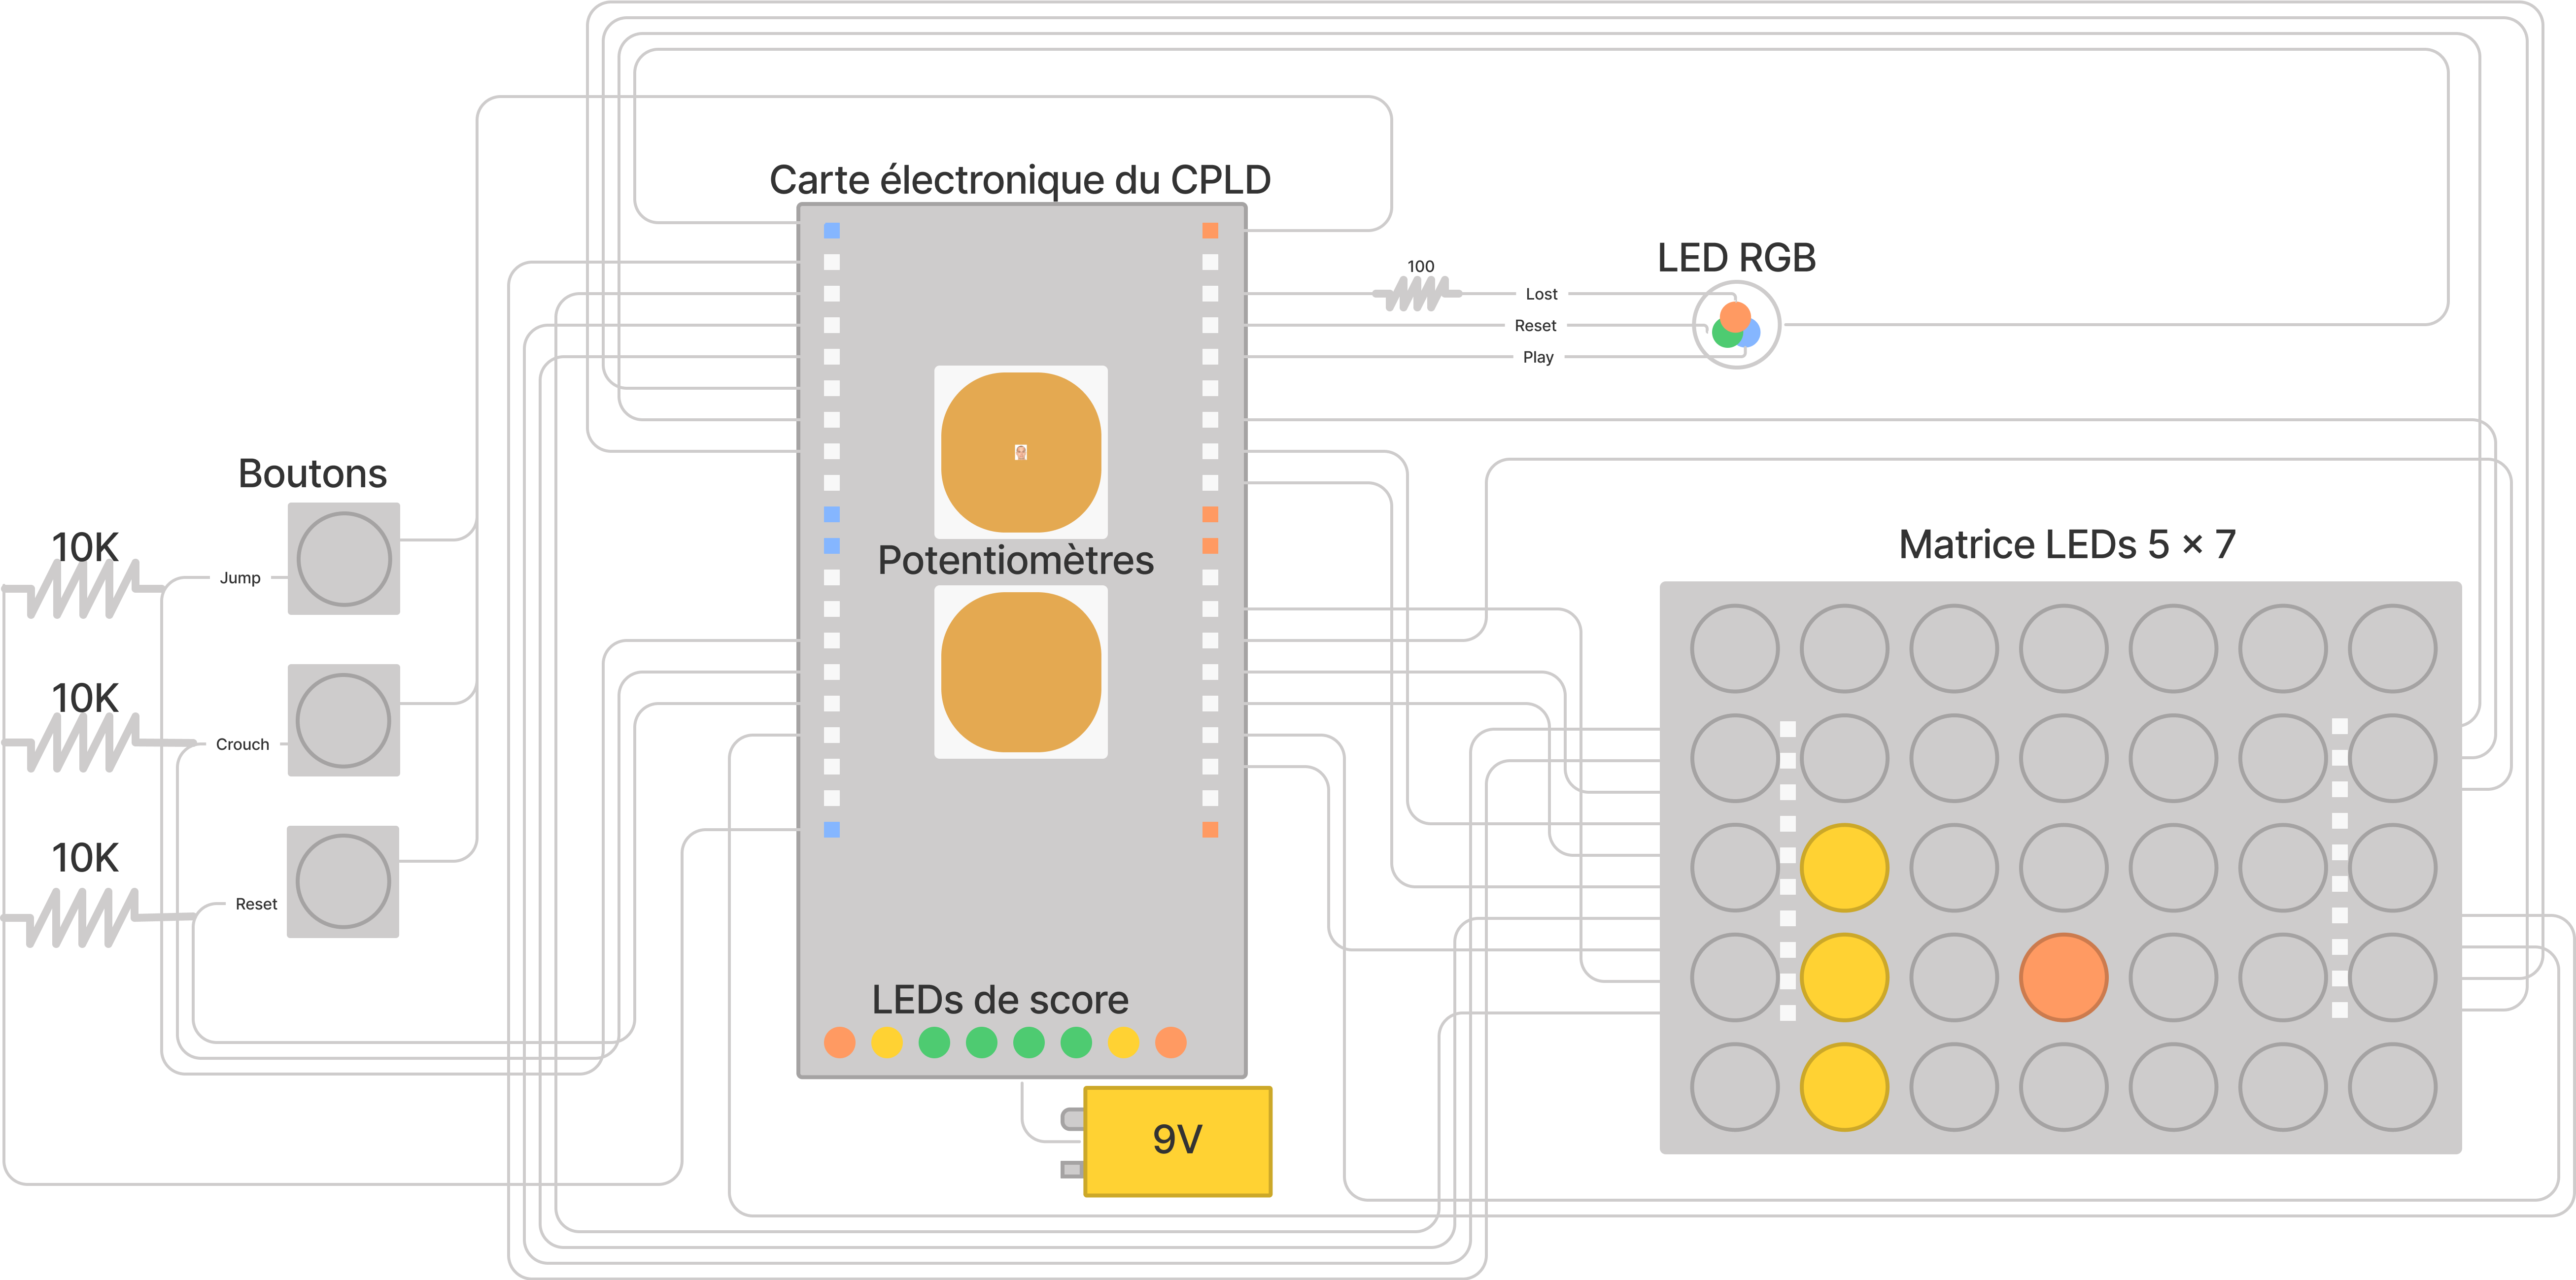 Carte électronique du CPLD
LED RGB
100
Lost
Reset
Play
Boutons
10K
Jump
Potentiomètres
Matrice LEDs 5 × 7
10K
Crouch
10K
Reset
LEDs de score
9V